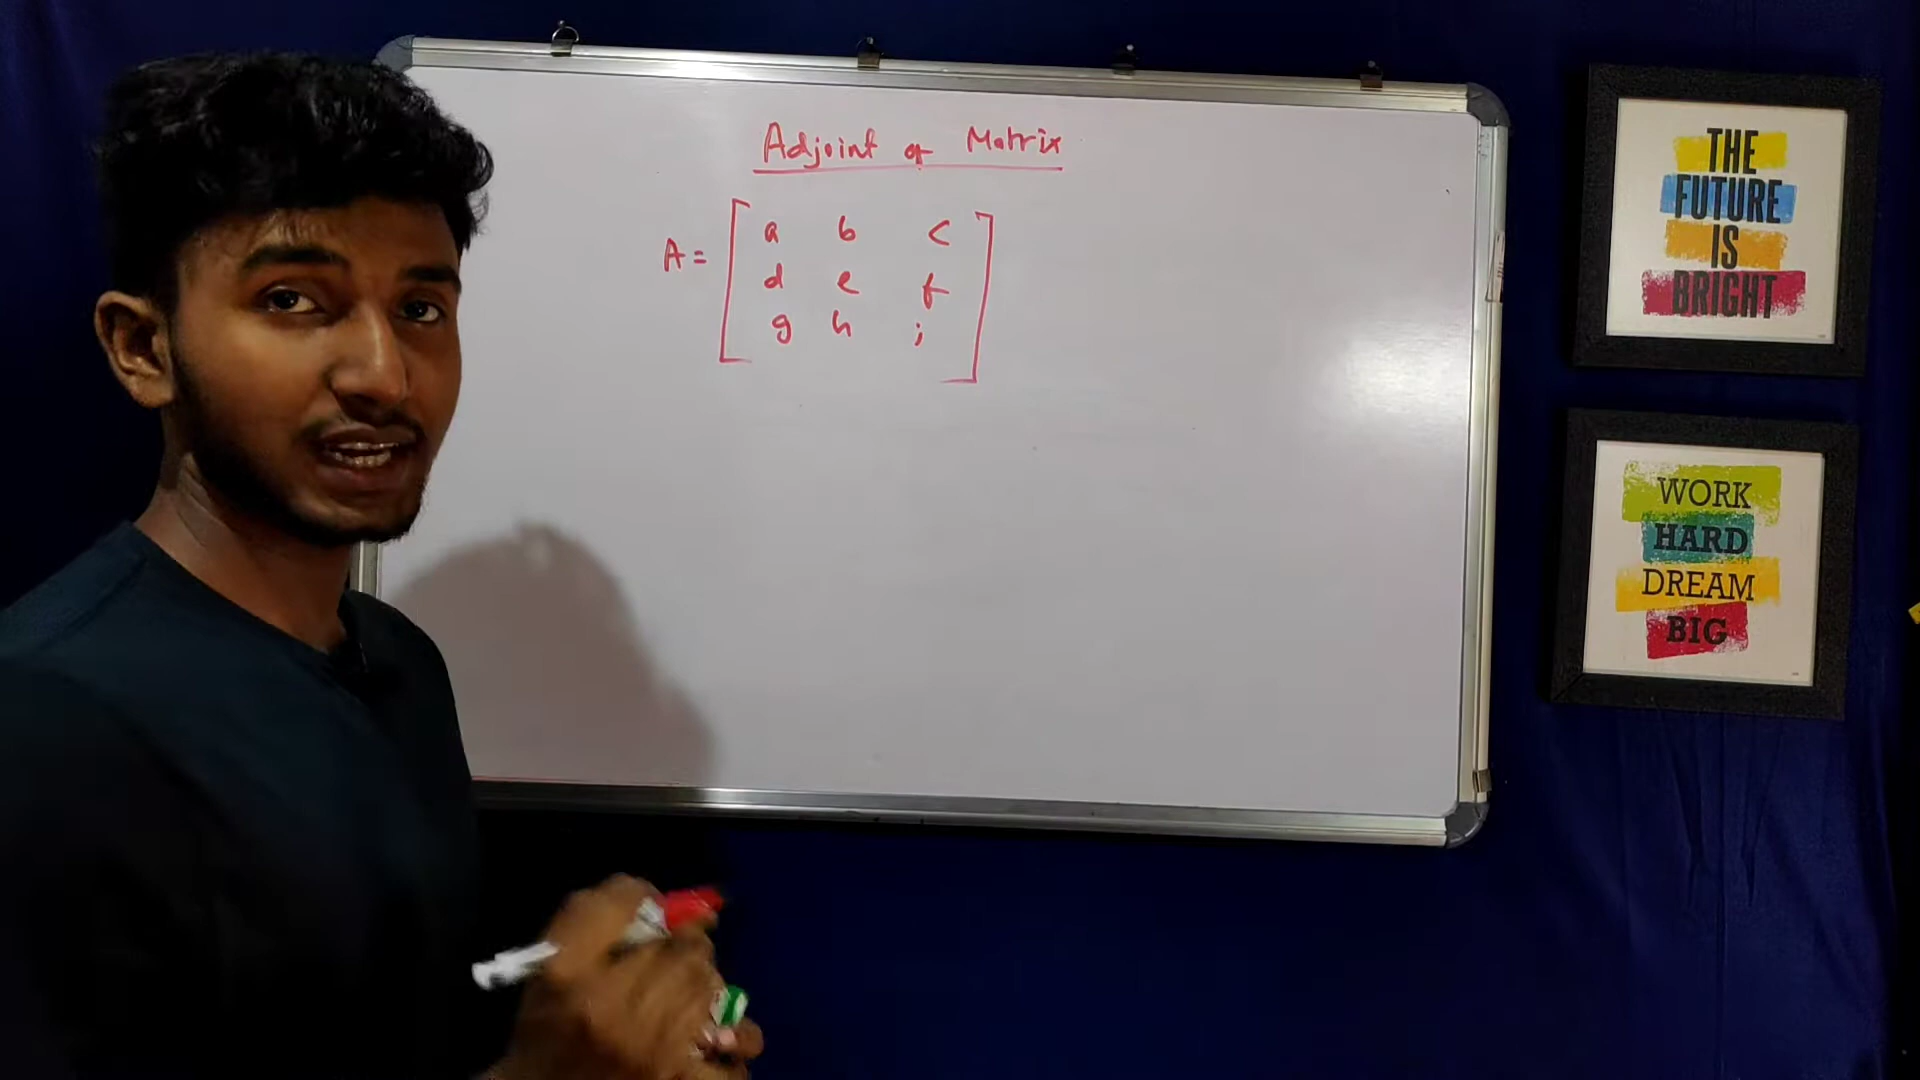 Adjoint of Matrix
A = [ a b c
d e f
g h i ]
THE
FUTURE
IS
BRIGHT
WORK
HARD
DREAM
BIG